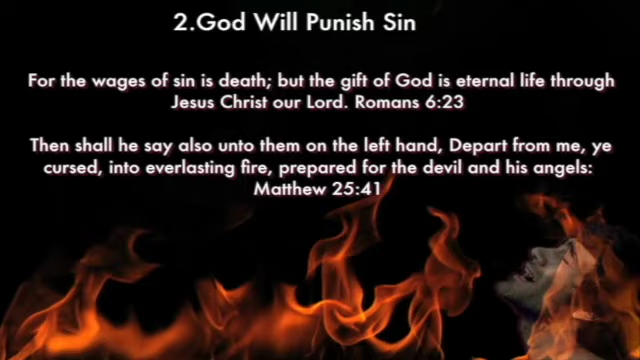 2.God Will Punish Sin
For the wages of sin is death; but the gift of God is eternal life through
Jesus Christ our Lord. Romans 6:23
Then shall he say also unto them on the left hand, Depart from me, ye
cursed, into everlasting fire, prepared for the devil and his angels:
Matthew 25:41